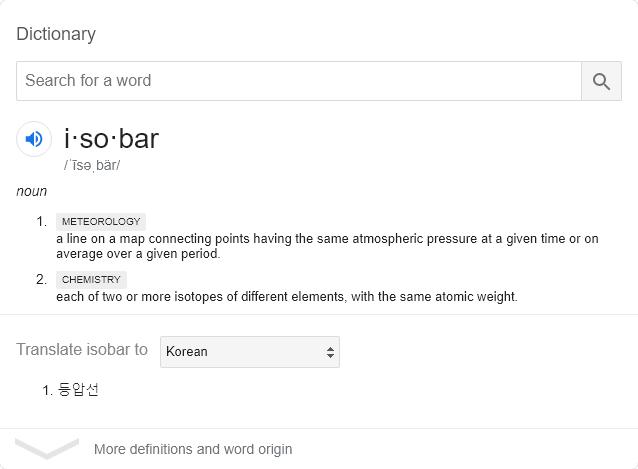 Dictionary
Search for a word
i·so·bar
/ˈīsəˌbär/
noun
1. METEOROLOGY
a line on a map connecting points having the same atmospheric pressure at a given time or on
average over a given period.
2. CHEMISTRY
each of two or more isotopes of different elements, with the same atomic weight.
Translate isobar to Korean
1. 등압선
More definitions and word origin